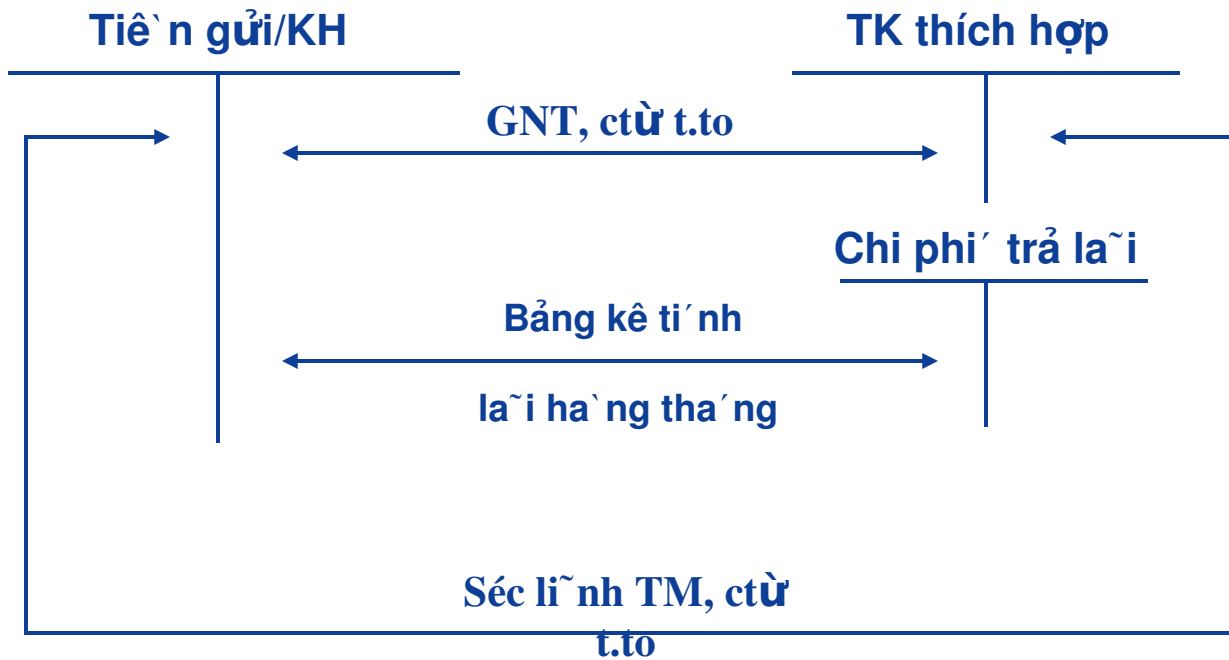 Tiền gửi/KH
TK thích hợp
GNT, ctừ t.to
Chi phí trả lãi
Bảng kê tính
lãi hàng tháng
Séc lĩnh TM, ctừ
t.to